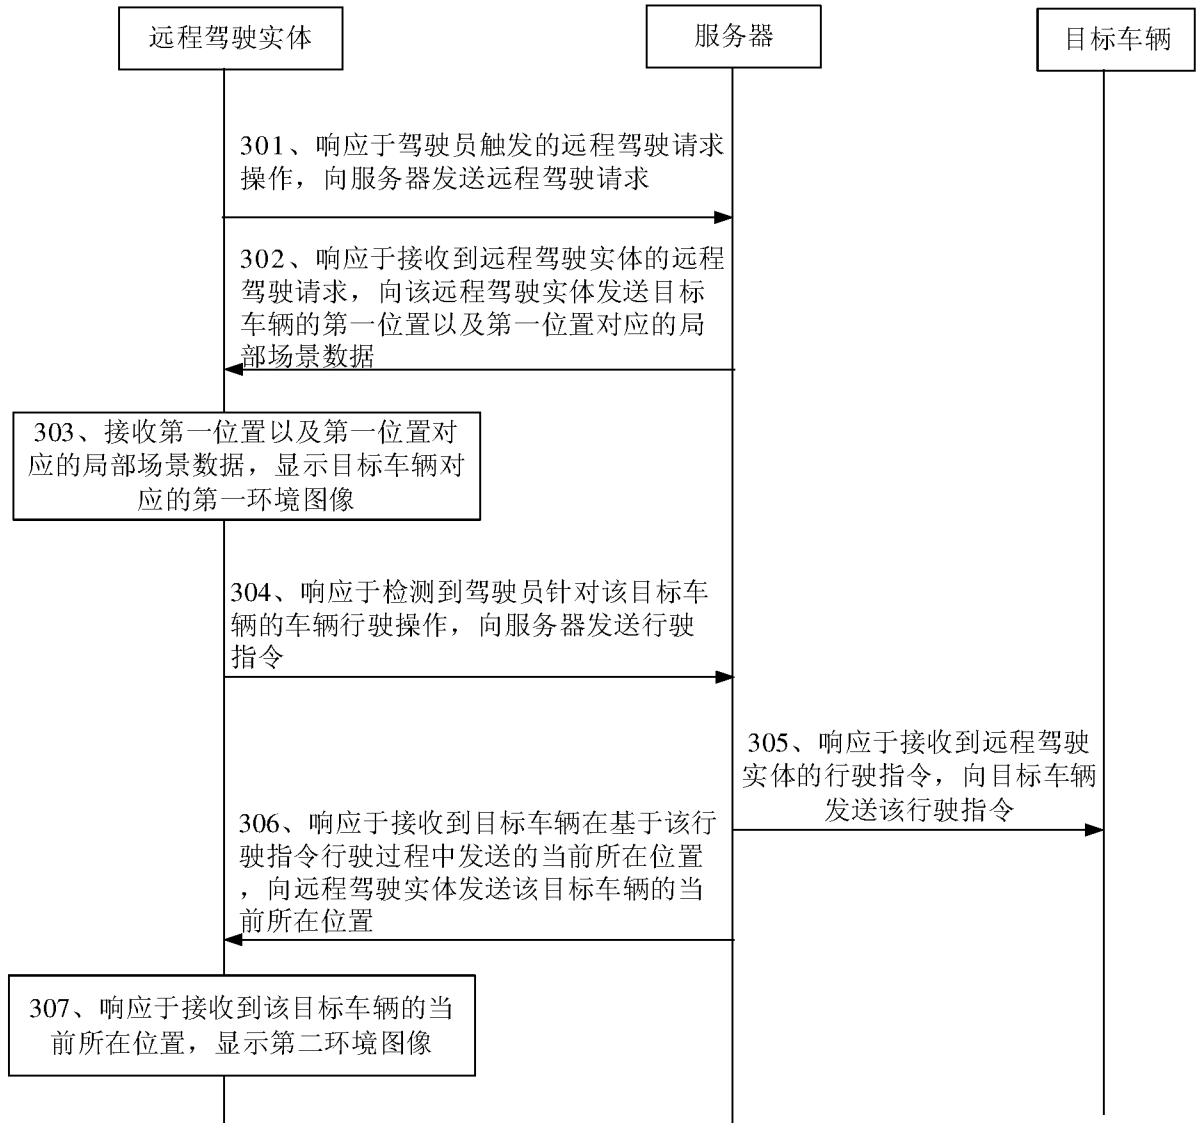 远程驾驶实体
服务器
目标车辆
301、响应于驾驶员触发的远程驾驶请求
操作，向服务器发送远程驾驶请求
302、响应于接收到远程驾驶实体的远程
驾驶请求，向该远程驾驶实体发送目标
车辆的第一位置以及第一位置对应的局
部场景数据
303、接收第一位置以及第一位置对
应的局部场景数据，显示目标车辆对
应的第一环境图像
304、响应于检测到驾驶员针对该目标车
辆的车辆行驶操作，向服务器发送行驶
指令
305、响应于接收到远程驾驶
实体的行驶指令，向目标车辆
发送该行驶指令
306、响应于接收到目标车辆在基于该行
驶指令行驶过程中发送的当前所在位置
，向远程驾驶实体发送该目标车辆的当
前所在位置
307、响应于接收到该目标车辆的当
前所在位置，显示第二环境图像